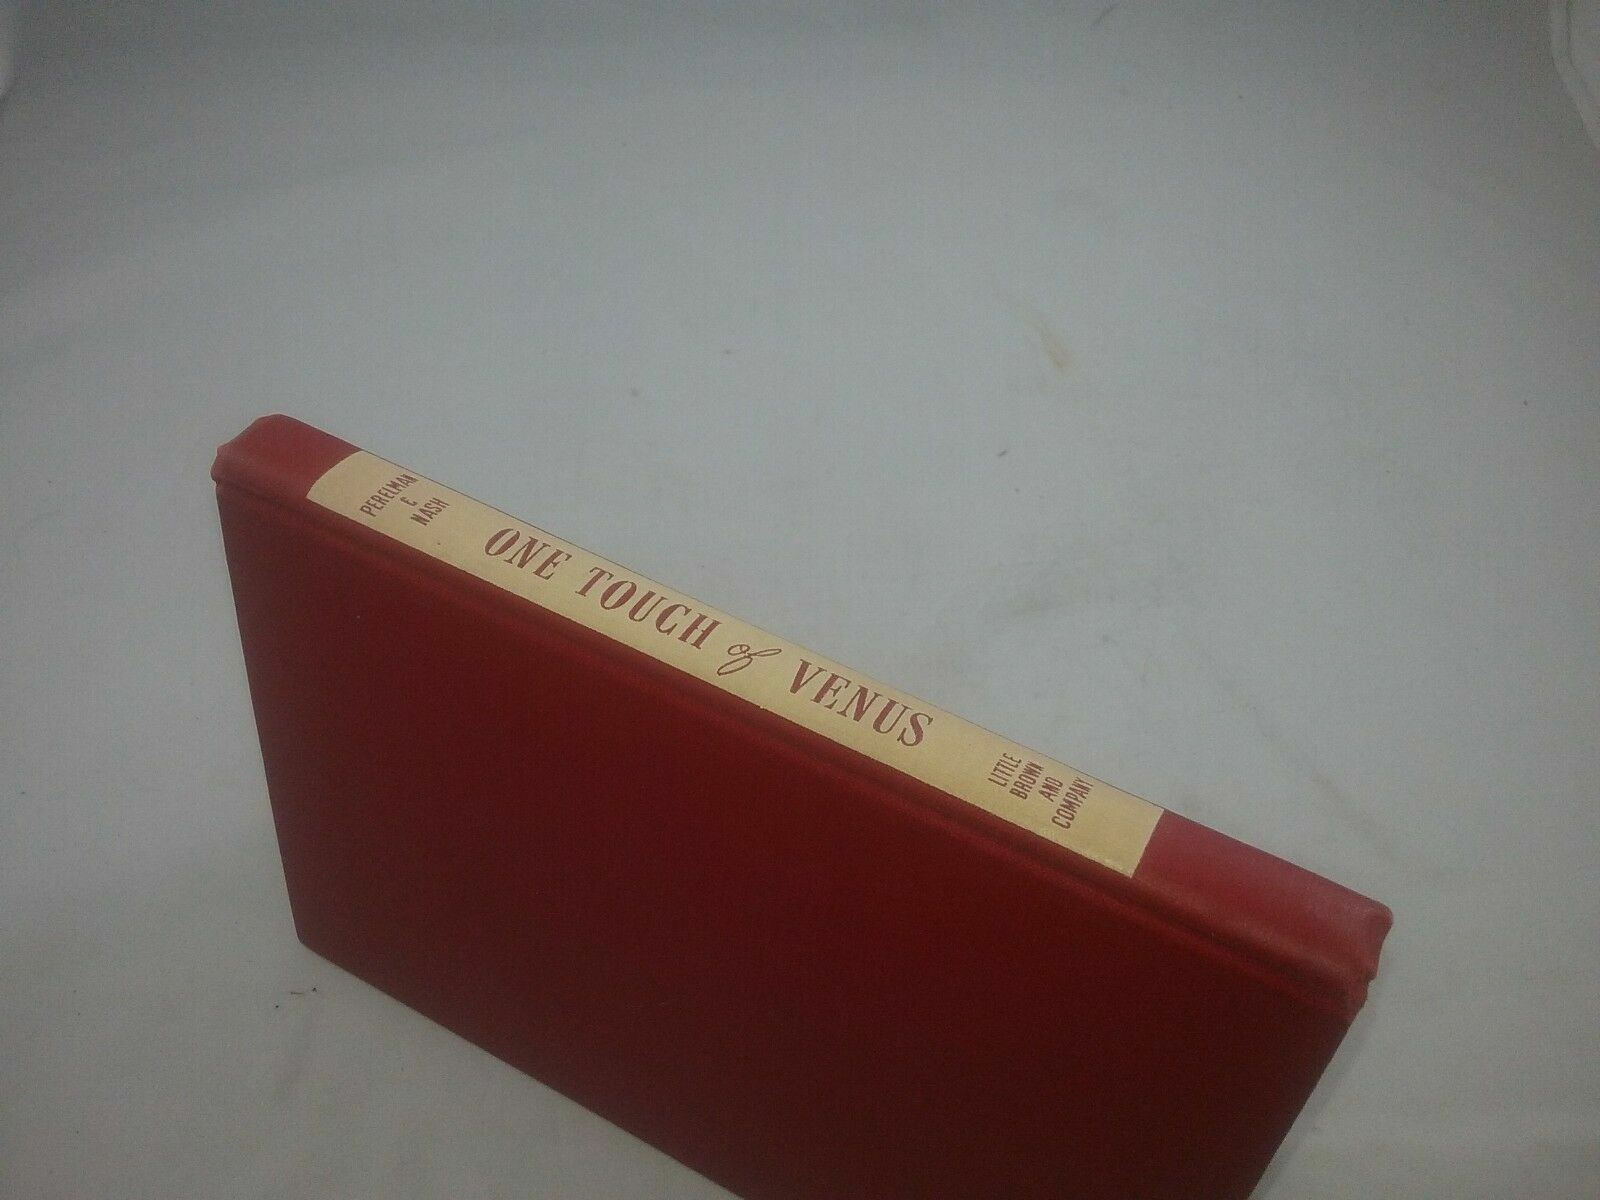 PERELMAN
&
NASH
ONE TOUCH of VENUS
LITTLE
BROWN
AND
COMPANY